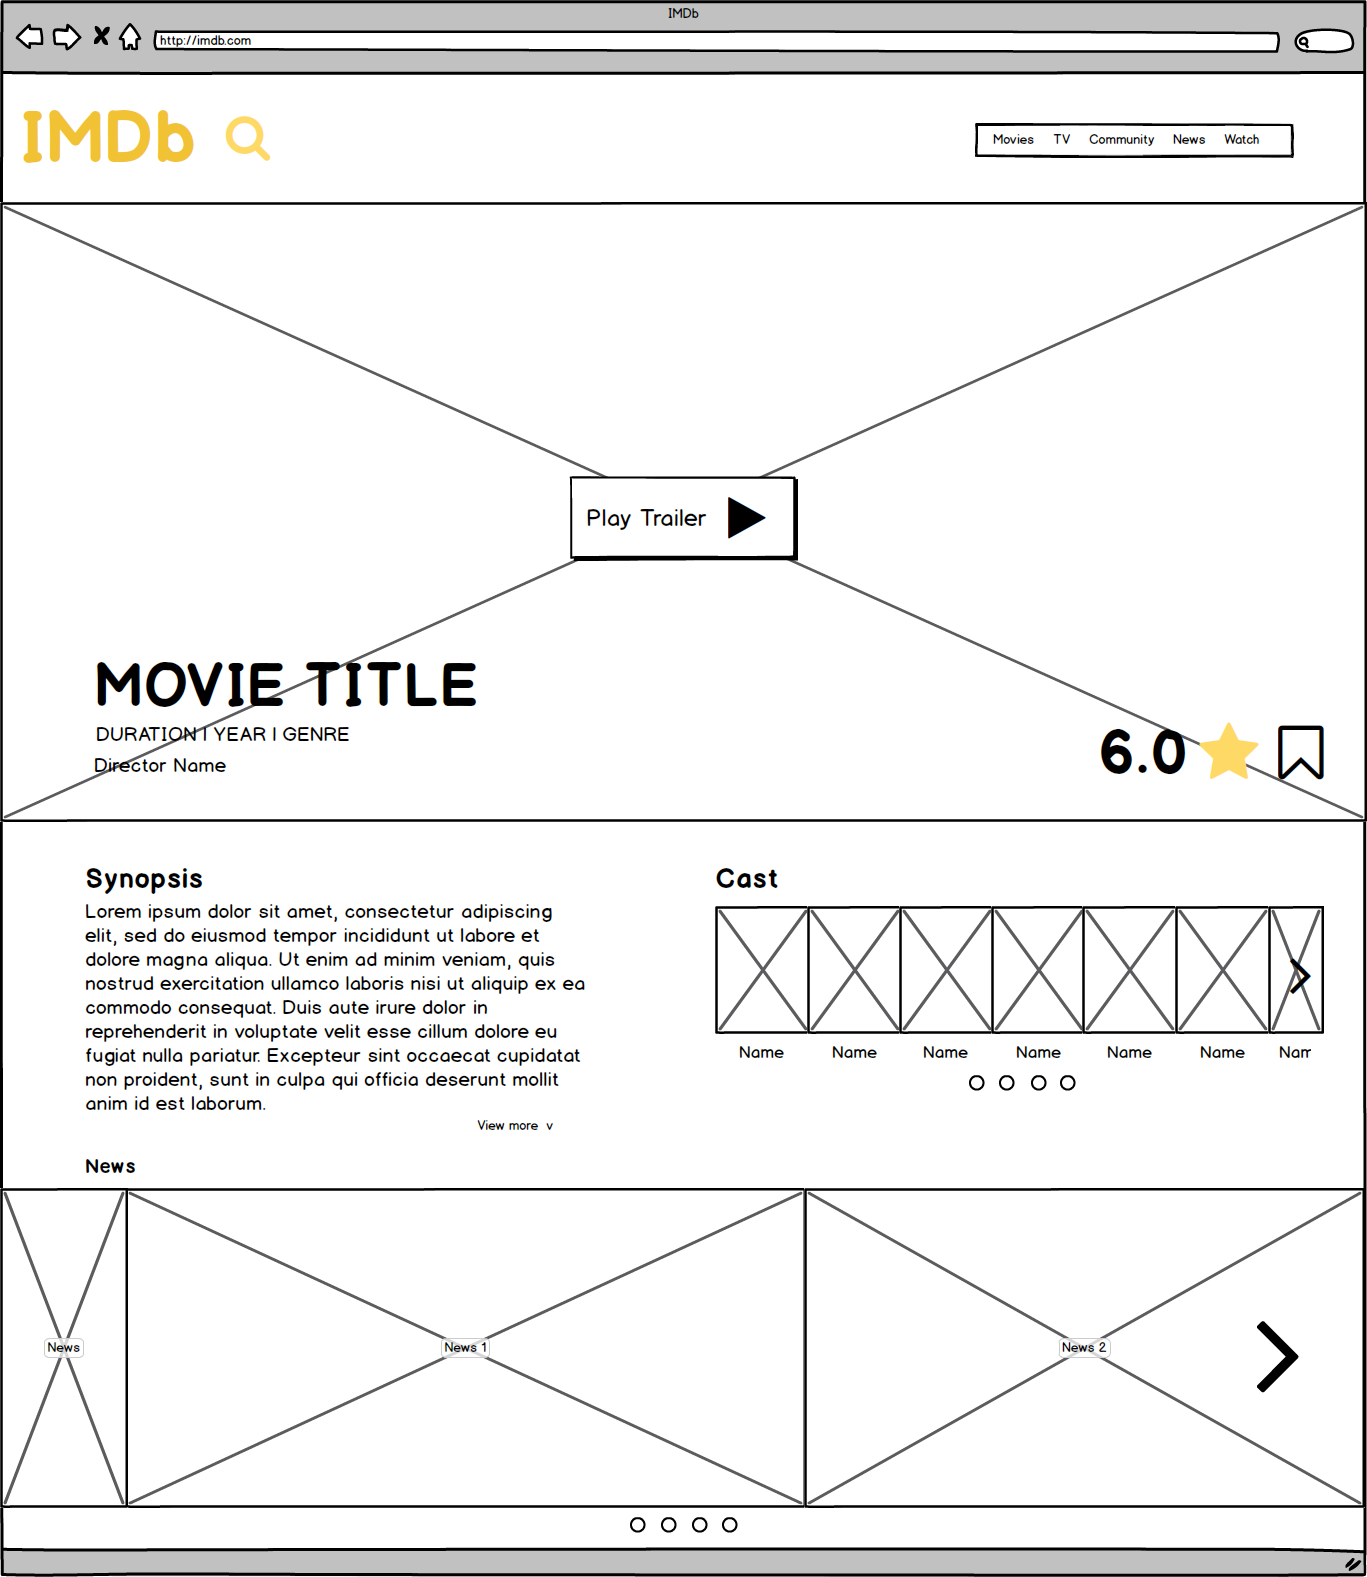 IMDb
http://imdb.com
IMDb
Movies TV Community News Watch
Play Trailer
MOVIE TITLE
DURATION | YEAR | GENRE
Director Name
6.0
Synopsis
Lorem ipsum dolor sit amet, consectetur adipiscing
elit, sed do eiusmod tempor incididunt ut labore et
dolore magna aliqua. Ut enim ad minim veniam, quis
nostrud exercitation ullamco laboris nisi ut aliquip ex ea
commodo consequat. Duis aute irure dolor in
reprehenderit in voluptate velit esse cillum dolore eu
fugiat nulla pariatur. Excepteur sint occaecat cupidatat
non proident, sunt in culpa qui officia deserunt mollit
anim id est laborum.
View more v
Cast
Name Name Name Name Name Name Nam
News
News
News 1
News 2